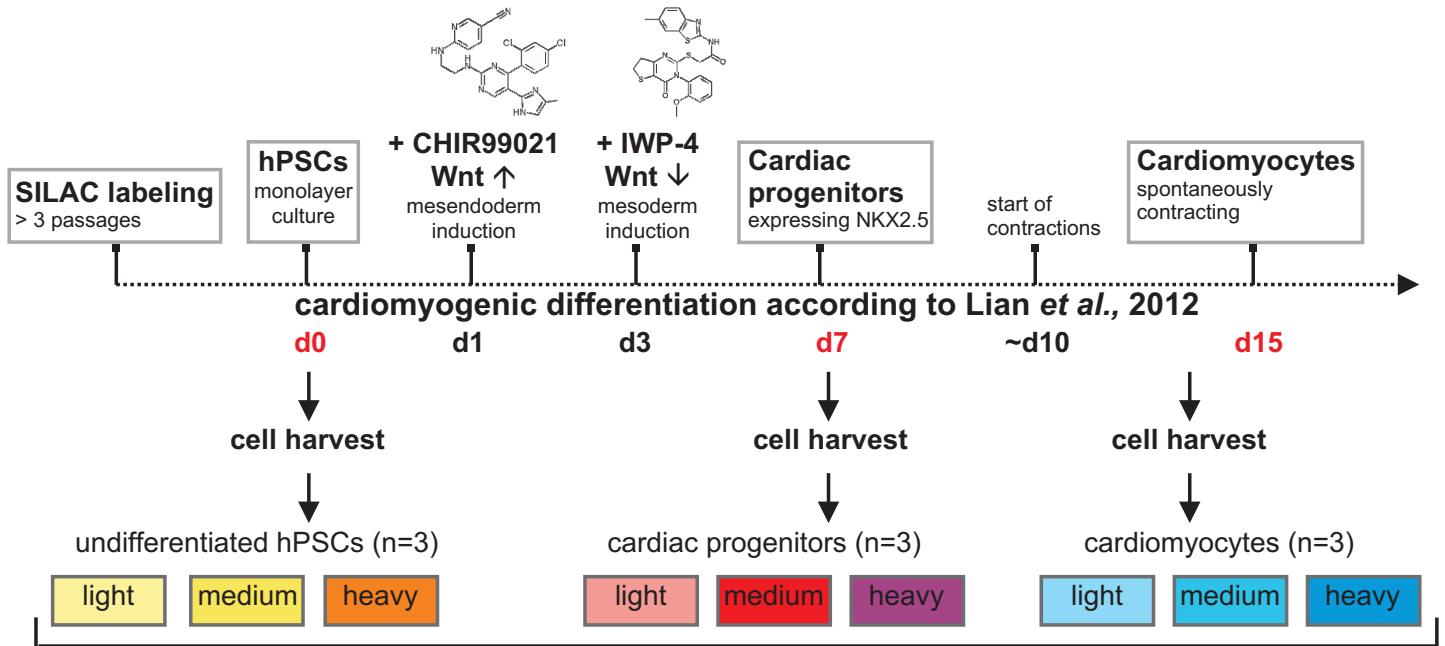 + CHIR99021
Wnt ↑
mesendoderm
induction
+ IWP-4
Wnt ↓
mesoderm
induction
SILAC labeling
> 3 passages
hPSCs
monolayer
culture
Cardiac
progenitors
expressing NKX2.5
start of
contractions
Cardiomyocytes
spontaneously
contracting
cardiomyogenic differentiation according to Lian et al., 2012
d0 d1 d3 d7 ~d10 d15
cell harvest cell harvest cell harvest
undifferentiated hPSCs (n=3) cardiac progenitors (n=3) cardiomyocytes (n=3)
light medium heavy light medium heavy light medium heavy